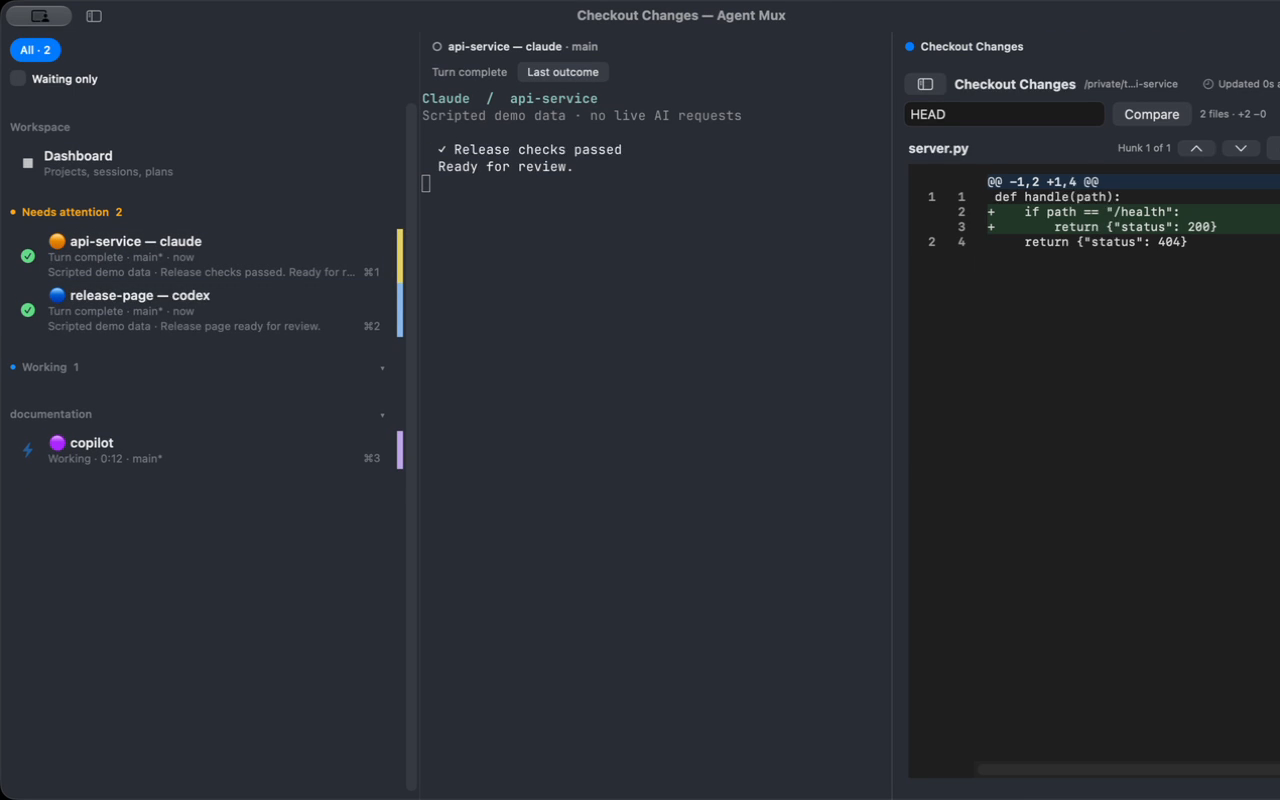 Checkout Changes — Agent Mux
All · 2
Waiting only
Workspace
Dashboard
Projects, sessions, plans
Needs attention 2
api-service — claude
Turn complete · main* · now
Scripted demo data · Release checks passed. Ready for r... ⌘1
release-page — codex
Turn complete · main* · now
Scripted demo data · Release page ready for review. ⌘2
Working 1
documentation
copilot
Working · 0:12 · main* ⌘3
api-service — claude · main
Turn complete Last outcome
Claude / api-service
Scripted demo data · no live AI requests
✓ Release checks passed
Ready for review.
Checkout Changes
Checkout Changes /private/t...i-service Updated 0s a
HEAD Compare 2 files · +2 −0
server.py Hunk 1 of 1
@@ −1,2 +1,4 @@
1 1 def handle(path):
2 + if path == "/health":
3 + return {"status": 200}
2 4 return {"status": 404}